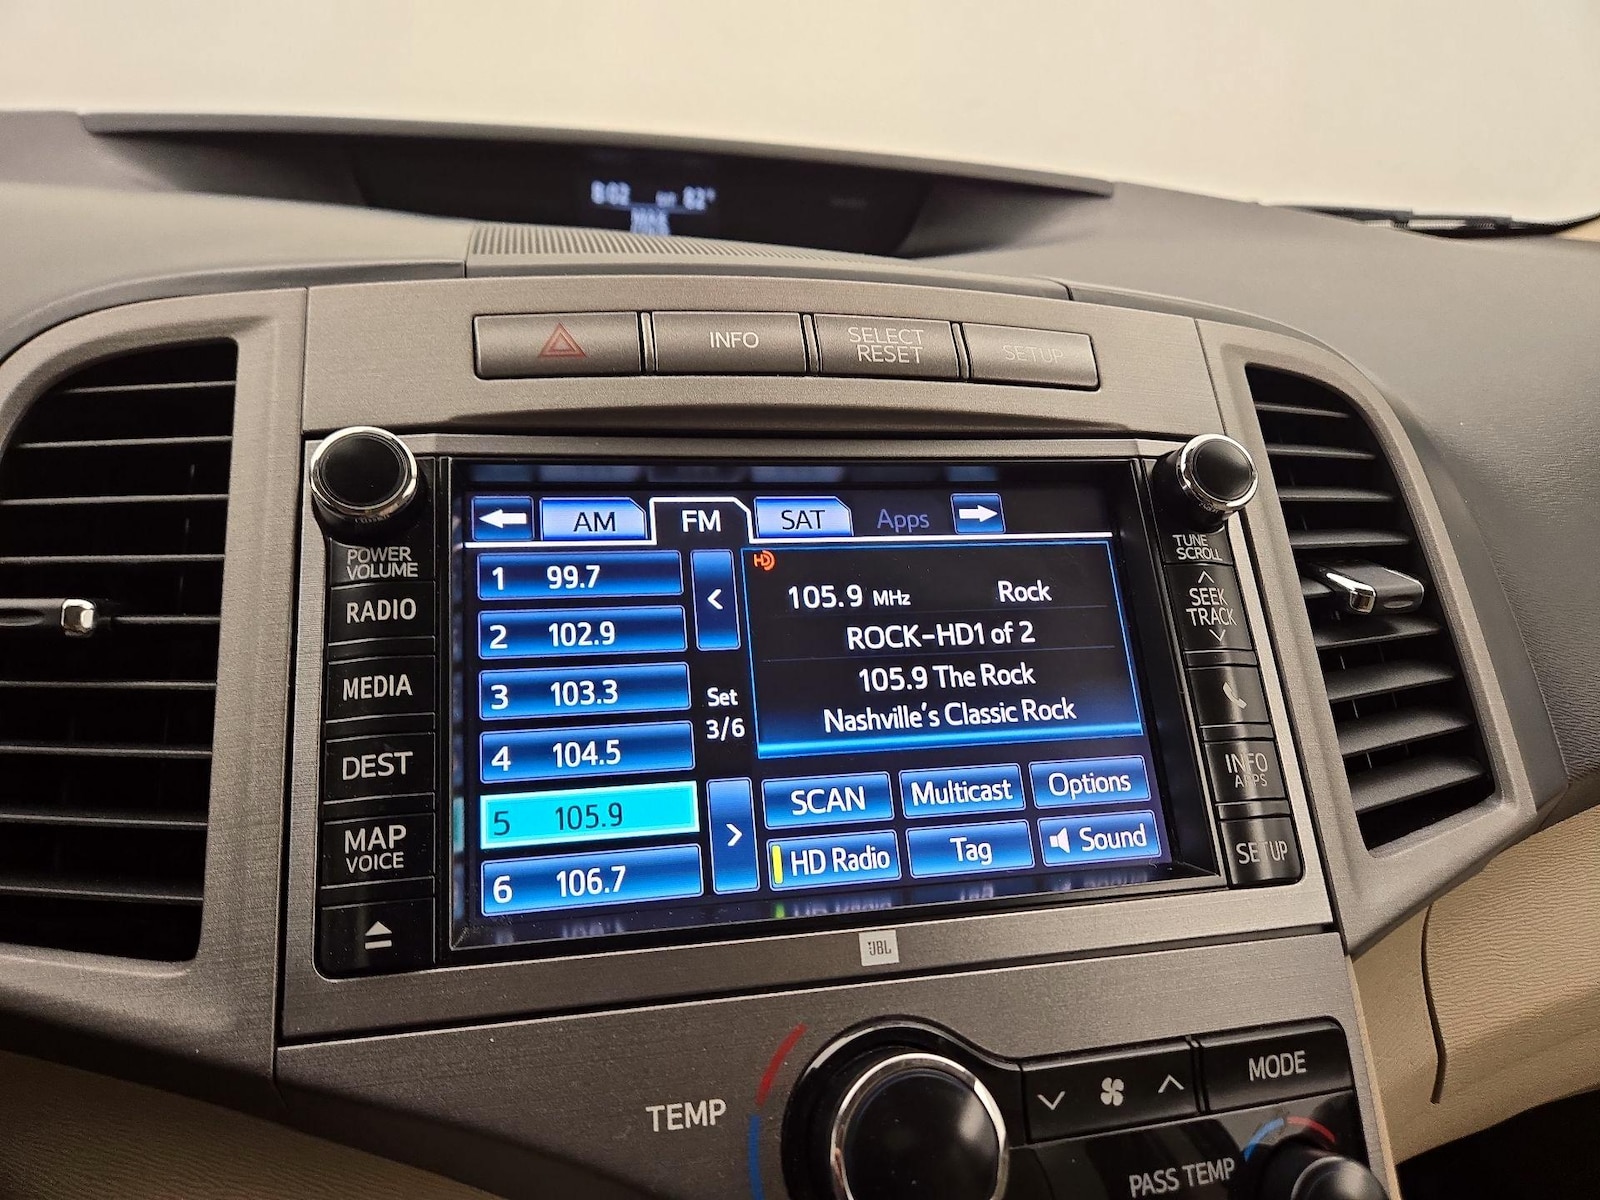 8:02 82°
INFO
SELECT
RESET
SETUP
POWER
VOLUME
RADIO
MEDIA
DEST
MAP
VOICE
AM FM SAT Apps
1 99.7
2 102.9
3 103.3
4 104.5
5 105.9
6 106.7
Set
3/6
HD
105.9 MHz Rock
ROCK-HD1 of 2
105.9 The Rock
Nashville's Classic Rock
SCAN Multicast Options
HD Radio Tag Sound
TUNE
SCROLL
SEEK
TRACK
INFO
APPS
SETUP
JBL
TEMP
MODE
PASS TEMP